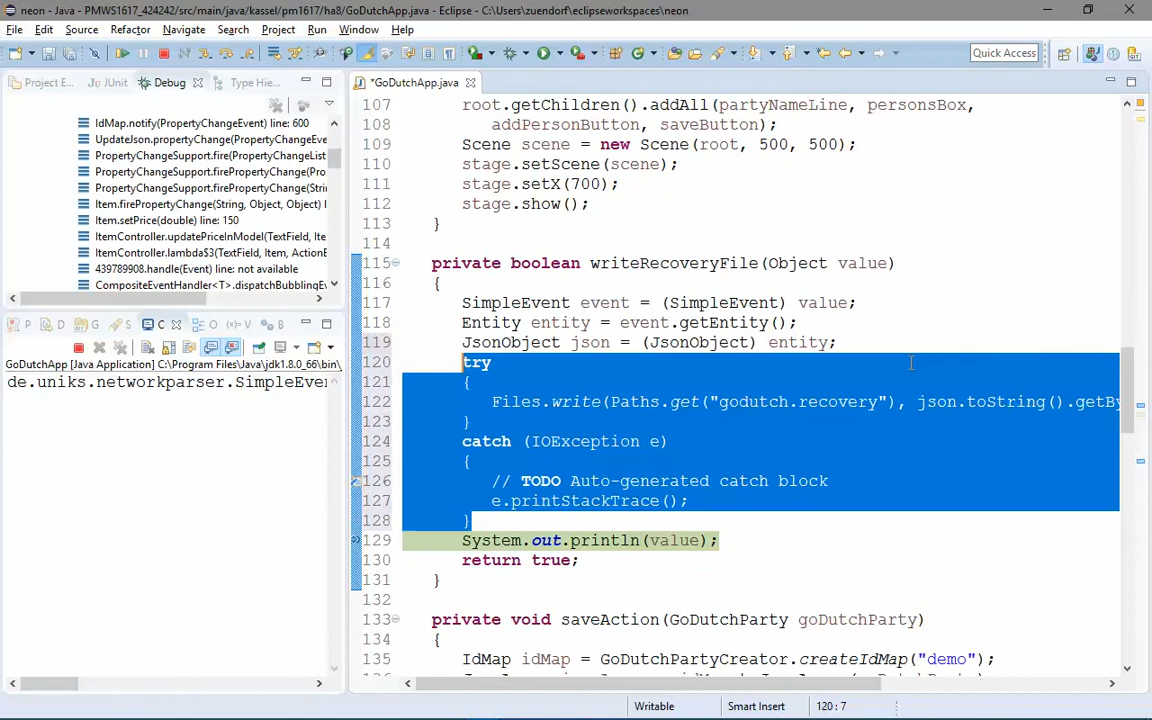 neon - Java - PMWS1617_424242/src/main/java/kassel/pm1617/ha8/GoDutchApp.java - Eclipse - C:\Users\zuendorf\eclipseworkspaces\neon
File Edit Source Refactor Navigate Search Project Run Window Help
Quick Access
Project E... JUnit Debug Type Hie...
*GoDutchApp.java
IdMap.notify(PropertyChangeEvent) line: 600
UpdateJson.propertyChange(PropertyChangeEve
PropertyChangeSupport.fire(PropertyChangeList
PropertyChangeSupport.firePropertyChange(Pro
PropertyChangeSupport.firePropertyChange(Stri
Item.firePropertyChange(String, Object, Object) l
Item.setPrice(double) line: 150
ItemController.updatePriceInModel(TextField, Ite
ItemController.lambda$3(TextField, Item, ActionE
439789908.handle(Event) line: not available
CompositeEventHandler<T>.dispatchBubblingEv
P D G S C O (x)= V B
GoDutchApp [Java Application] C:\Program Files\Java\jdk1.8.0_66\bin\
de.uniks.networkparser.SimpleEve
107 root.getChildren().addAll(partyNameLine, personsBox,
108 addPersonButton, saveButton);
109 Scene scene = new Scene(root, 500, 500);
110 stage.setScene(scene);
111 stage.setX(700);
112 stage.show();
113 }
114
115 private boolean writeRecoveryFile(Object value)
116 {
117 SimpleEvent event = (SimpleEvent) value;
118 Entity entity = event.getEntity();
119 JsonObject json = (JsonObject) entity;
120 try
121 {
122 Files.write(Paths.get("godutch.recovery"), json.toString().getBy
123 }
124 catch (IOException e)
125 {
126 // TODO Auto-generated catch block
127 e.printStackTrace();
128 }
129 System.out.println(value);
130 return true;
131 }
132
133 private void saveAction(GoDutchParty goDutchParty)
134 {
135 IdMap idMap = GoDutchPartyCreator.createIdMap("demo");
Writable Smart Insert 120 : 7